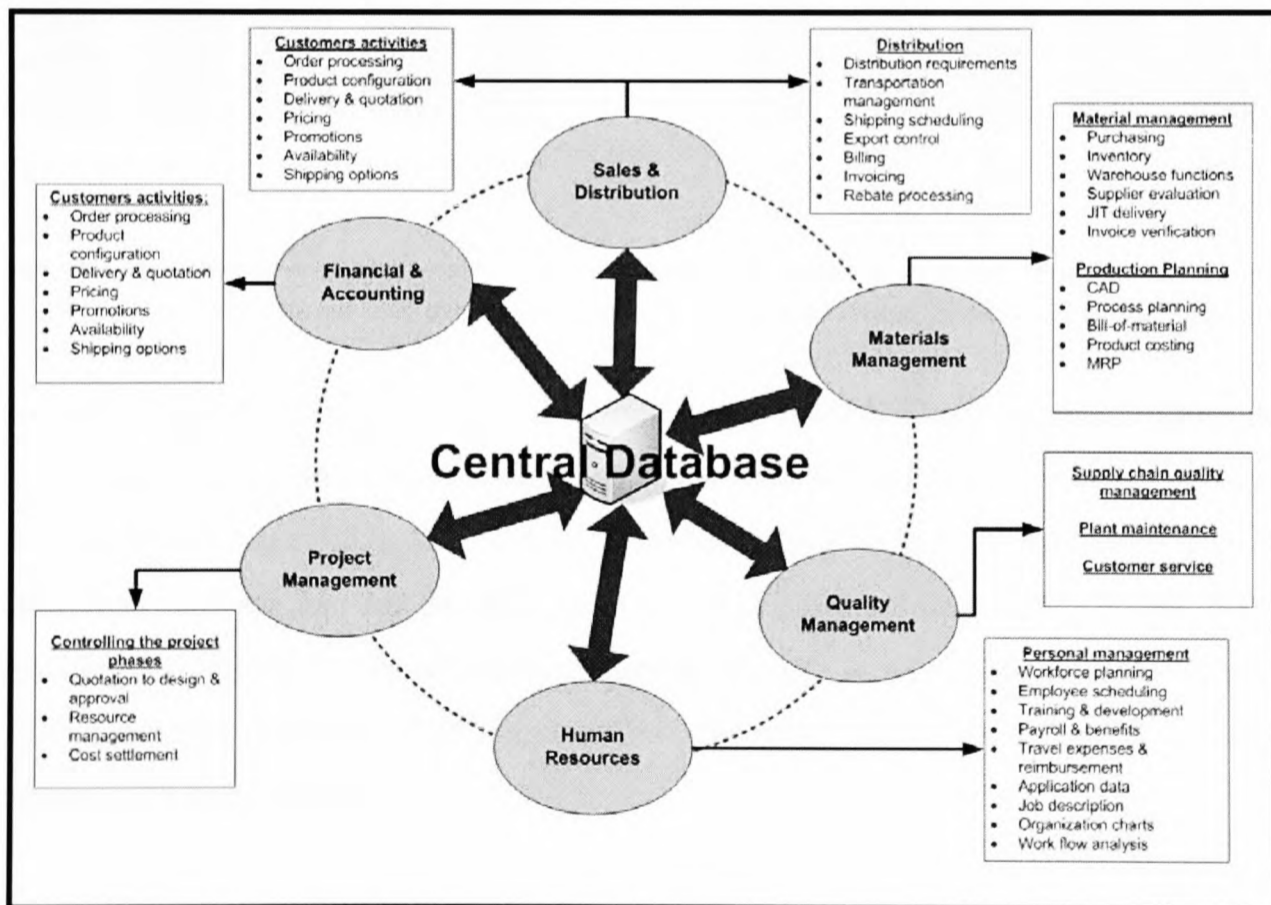 Customers activities
• Order processing
• Product configuration
• Delivery & quotation
• Pricing
• Promotions
• Availability
• Shipping options
Distribution
• Distribution requirements
• Transportation
management
• Shipping scheduling
• Export control
• Billing
• Invoicing
• Rebate processing
Material management
• Purchasing
• Inventory
• Warehouse functions
• Supplier evaluation
• JIT delivery
• Invoice verification
Production Planning
• CAD
• Process planning
• Bill-of-material
• Product costing
• MRP
Customers activities:
• Order processing
• Product
configuration
• Delivery & quotation
• Pricing
• Promotions
• Availability
• Shipping options
Sales &
Distribution
Financial &
Accounting
Materials
Management
Central Database
Project
Management
Quality
Management
Human
Resources
Supply chain quality
management
Plant maintenance
Customer service
Controlling the project
phases
• Quotation to design &
approval
• Resource
management
• Cost settlement
Personal management
• Workforce planning
• Employee scheduling
• Training & development
• Payroll & benefits
• Travel expenses &
reimbursement
• Application data
• Job description
• Organization charts
• Work flow analysis